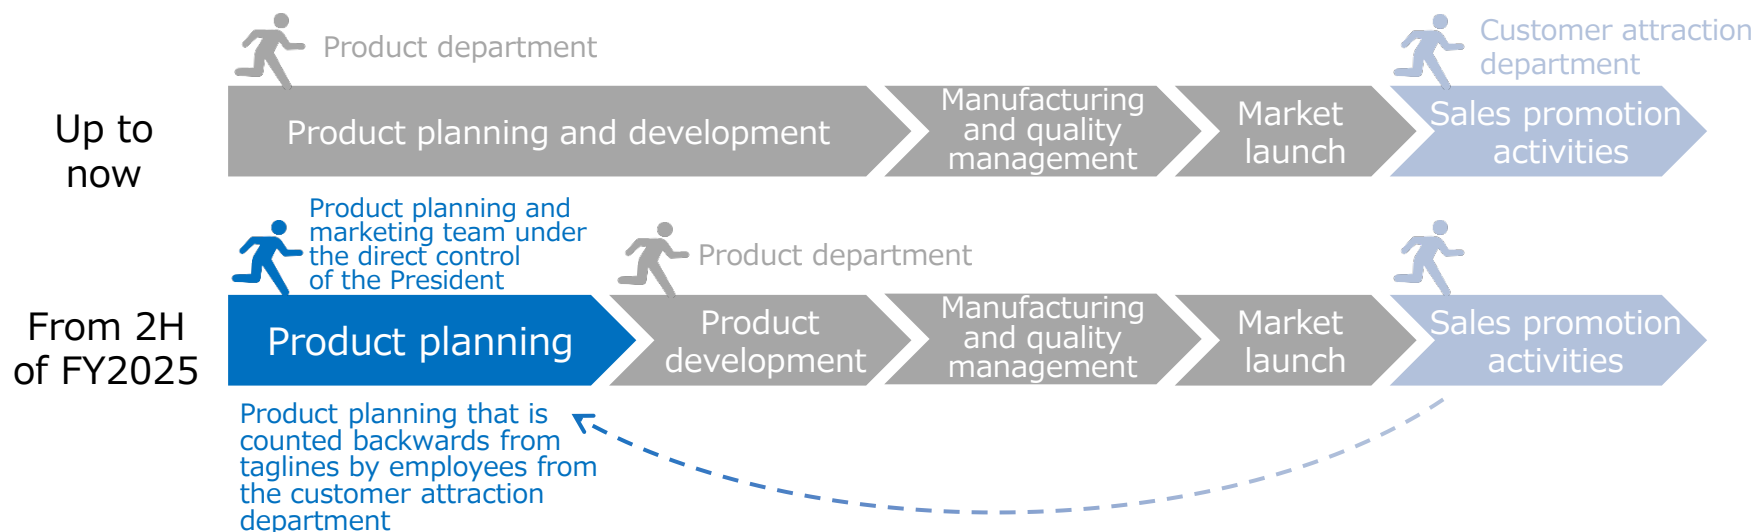 Product department
Customer attraction
department
Up to
now
Product planning and development
Manufacturing
and quality
management
Market
launch
Sales promotion
activities
Product planning and
marketing team under
the direct control
of the President
Product department
From 2H
of FY2025
Product planning
Product
development
Manufacturing
and quality
management
Market
launch
Sales promotion
activities
Product planning that is
counted backwards from
taglines by employees from
the customer attraction
department